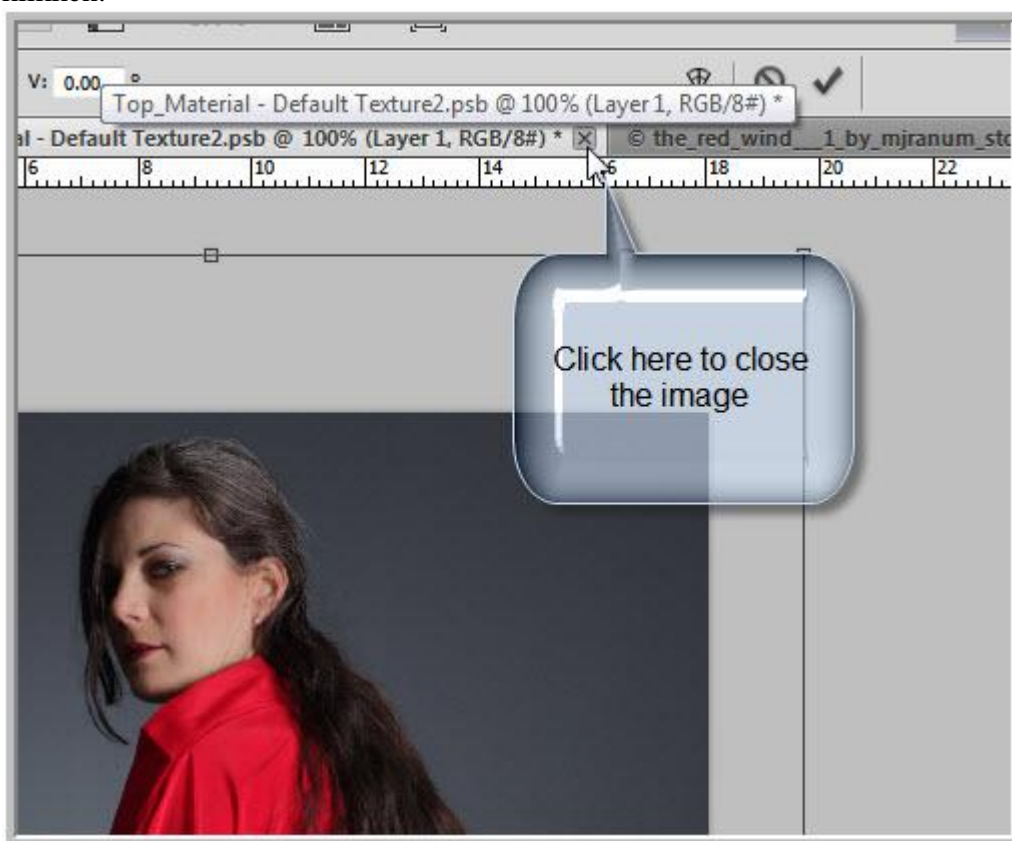 V: 0.00 °
Top_Material - Default Texture2.psb @ 100% (Layer 1, RGB/8#) *
al - Default Texture2.psb @ 100% (Layer 1, RGB/8#) * × © the_red_wind__1_by_mjranum_sto
6 8 10 12 14 16 18 20 22
Click here to close
the image